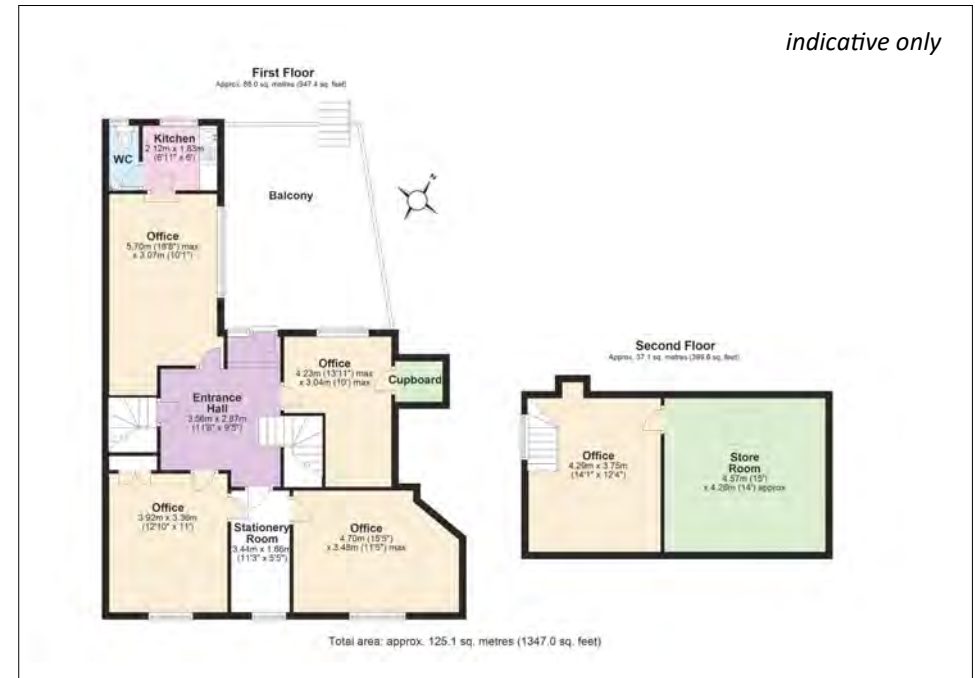 indicative only
First Floor
Approx. 88.0 sq. metres (947.4 sq. feet)
WC
Kitchen
2.12m x 1.83m
(6'11" x 6')
Balcony
N
Office
5.70m (18'8") max
x 3.07m (10'1")
Office
4.23m (13'11") max
x 3.04m (10') max
Cupboard
Entrance
Hall
3.56m x 2.87m
(11'8" x 9'5")
Office
3.92m x 3.36m
(12'10" x 11')
Stationery
Room
3.44m x 1.66m
(11'3" x 5'5")
Office
4.70m (15'5")
x 3.48m (11'5") max
Second Floor
Approx. 37.1 sq. metres (399.6 sq. feet)
Office
4.29m x 3.75m
(14'1" x 12'4")
Store
Room
4.57m (15')
x 4.26m (14') approx
Total area: approx. 125.1 sq. metres (1347.0 sq. feet)